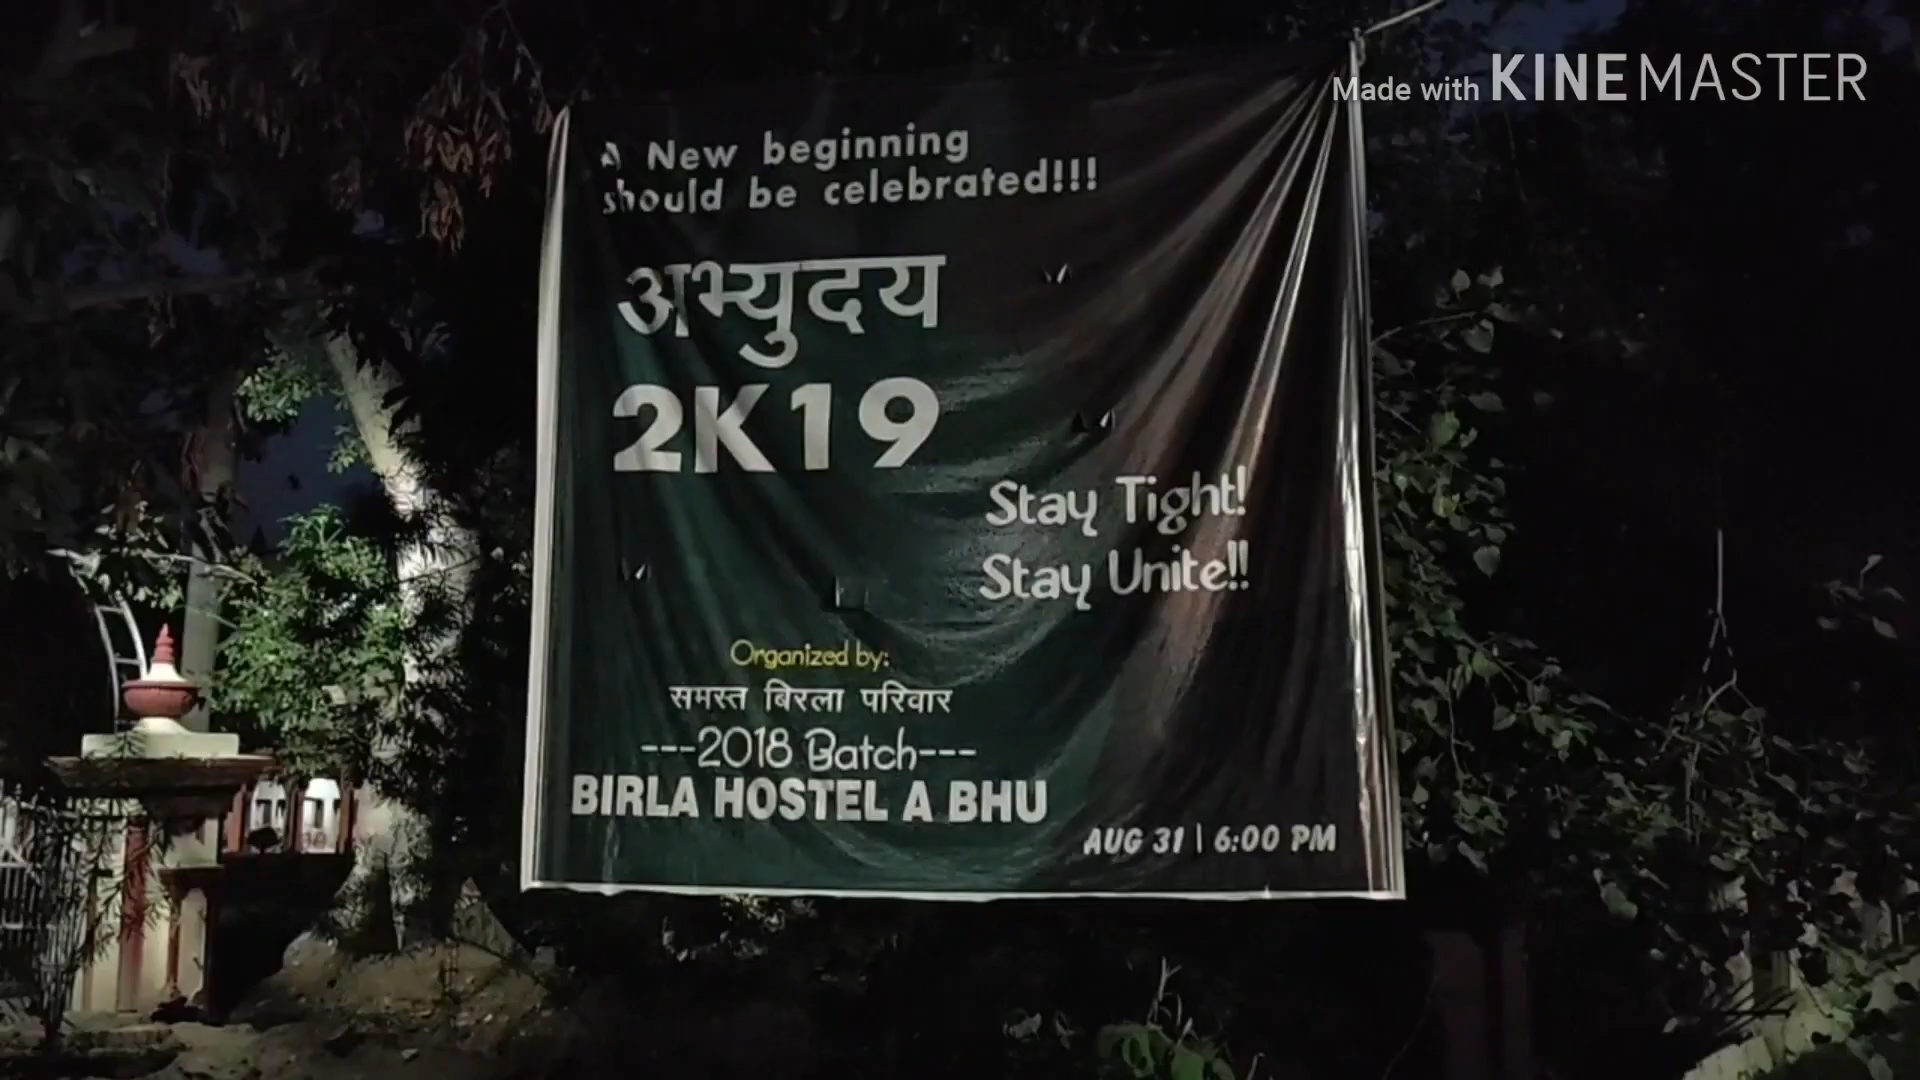 Made with KINEMASTER
A New beginning
should be celebrated!!!
अभ्युदय
2K19
Stay Tight!
Stay Unite!!
Organized by:
समस्त बिरला परिवार
---2018 Batch---
BIRLA HOSTEL A BHU
AUG 31 | 6:00 PM